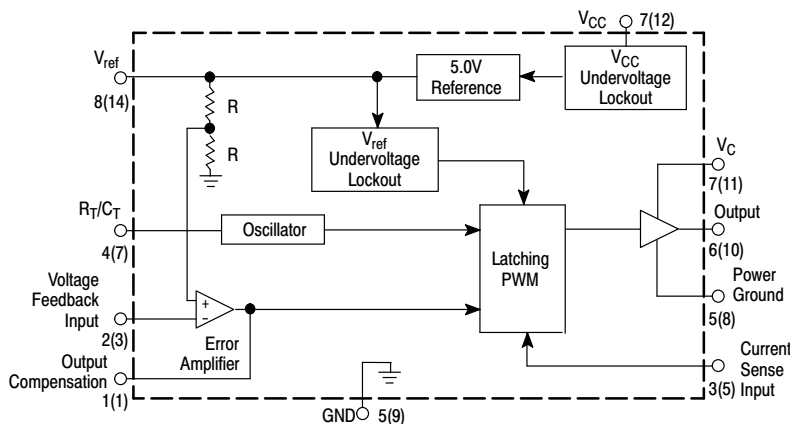 V_CC
7(12)
V_ref
8(14)
R
R
5.0V
Reference
V_CC
Undervoltage
Lockout
V_ref
Undervoltage
Lockout
V_C
7(11)
R_T/C_T
4(7)
Oscillator
Latching
PWM
Output
6(10)
Voltage
Feedback
Input
2(3)
+
−
Error
Amplifier
Power
Ground
5(8)
Output
Compensation
1(1)
GND
5(9)
Current
Sense
Input
3(5)